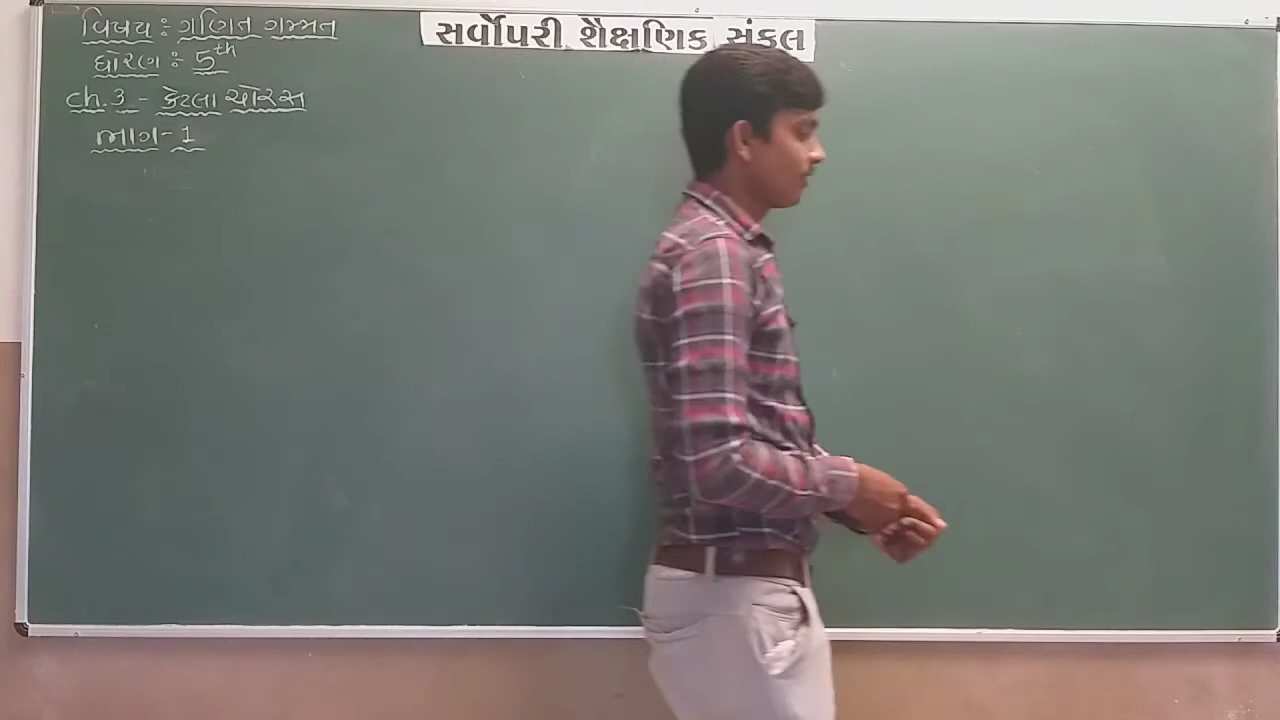 સર્વોપરી શૈક્ષણિક સંકુલ
વિષય : ગણિત ગમ્મત
ધોરણ : 5th
ch. 3 - કેટલા ચોરસ
ભાગ - 1